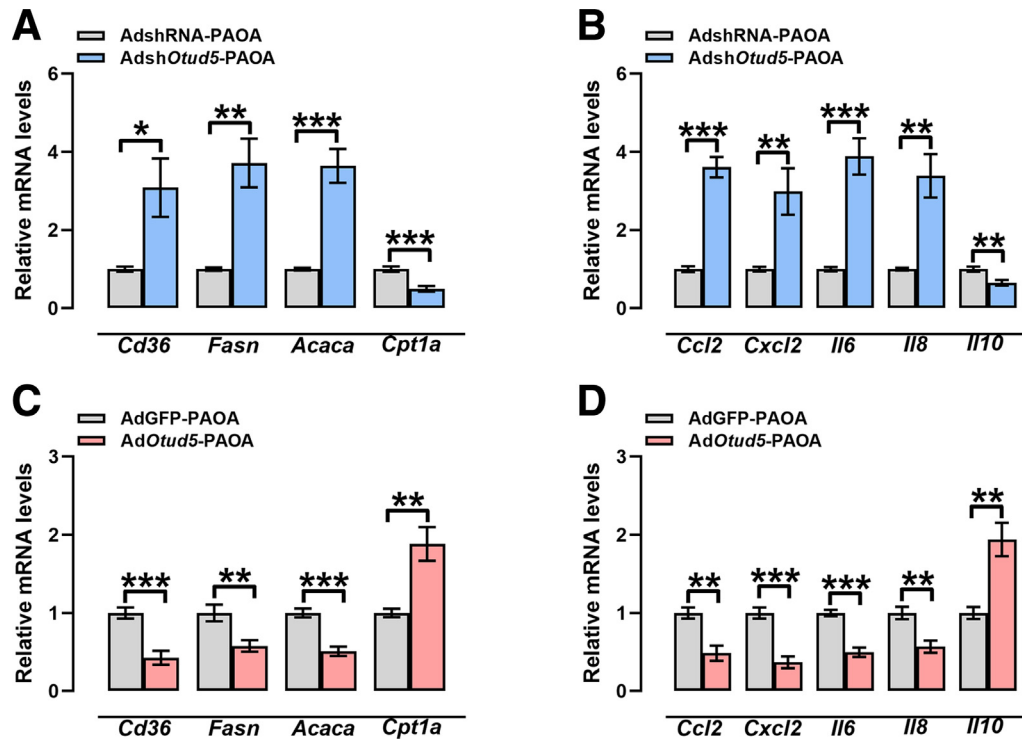 A
AdshRNA-PAOA
AdshOtud5-PAOA
Relative mRNA levels
6
4
2
0
*
**
***
***
Cd36 Fasn Acaca Cpt1a
B
AdshRNA-PAOA
AdshOtud5-PAOA
Relative mRNA levels
6
4
2
0
***
**
***
**
**
Ccl2 Cxcl2 Il6 Il8 Il10
C
AdGFP-PAOA
AdOtud5-PAOA
Relative mRNA levels
3
2
1
0
***
**
***
**
Cd36 Fasn Acaca Cpt1a
D
AdGFP-PAOA
AdOtud5-PAOA
Relative mRNA levels
3
2
1
0
**
***
***
**
**
Ccl2 Cxcl2 Il6 Il8 Il10